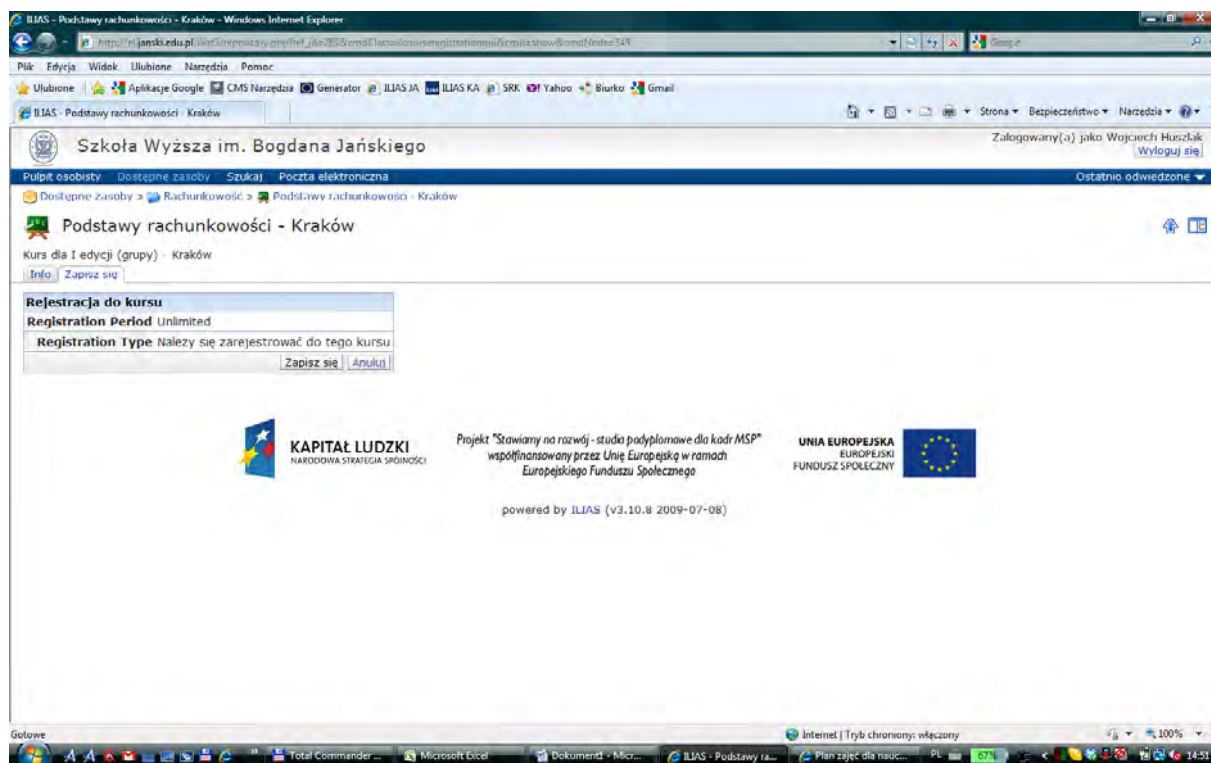 ILIAS - Podstawy rachunkowości - Kraków - Windows Internet Explorer
Google
Plik Edycja Widok Ulubione Narzędzia Pomoc
Ulubione Aplikacje Google CMS Narzędzia Generator ILIAS JA ILIAS KA SRK Yahoo Biurko Gmail
ILIAS - Podstawy rachunkowości - Kraków Strona Bezpieczeństwo Narzędzia
Szkoła Wyższa im. Bogdana Jańskiego
Zalogowany(a) jako Wojciech Huszlak
Wyloguj się
Pulpit osobisty Dostępne zasoby Szukaj Poczta elektroniczna Ostatnio odwiedzone
Dostępne zasoby > Rachunkowość > Podstawy rachunkowości - Kraków
Podstawy rachunkowości - Kraków
Kurs dla I edycji (grupy) - Kraków
Info Zapisz się
Rejestracja do kursu
Registration Period Unlimited
Registration Type Należy się zarejestrować do tego kursu
Zapisz się Anuluj
KAPITAŁ LUDZKI
NARODOWA STRATEGIA SPÓJNOŚCI
Projekt "Stawiamy na rozwój - studia podyplomowe dla kadr MSP"
współfinansowany przez Unię Europejską w ramach
Europejskiego Funduszu Społecznego
UNIA EUROPEJSKA
EUROPEJSKI
FUNDUSZ SPOŁECZNY
powered by ILIAS (v3.10.8 2009-07-08)
Gotowe Internet | Tryb chroniony: włączony 100%
Total Commander ... Microsoft Excel Dokument1 - Micr... ILIAS - Podstawy ra... Plan zajęć dla nauc... PL 67% 14:51